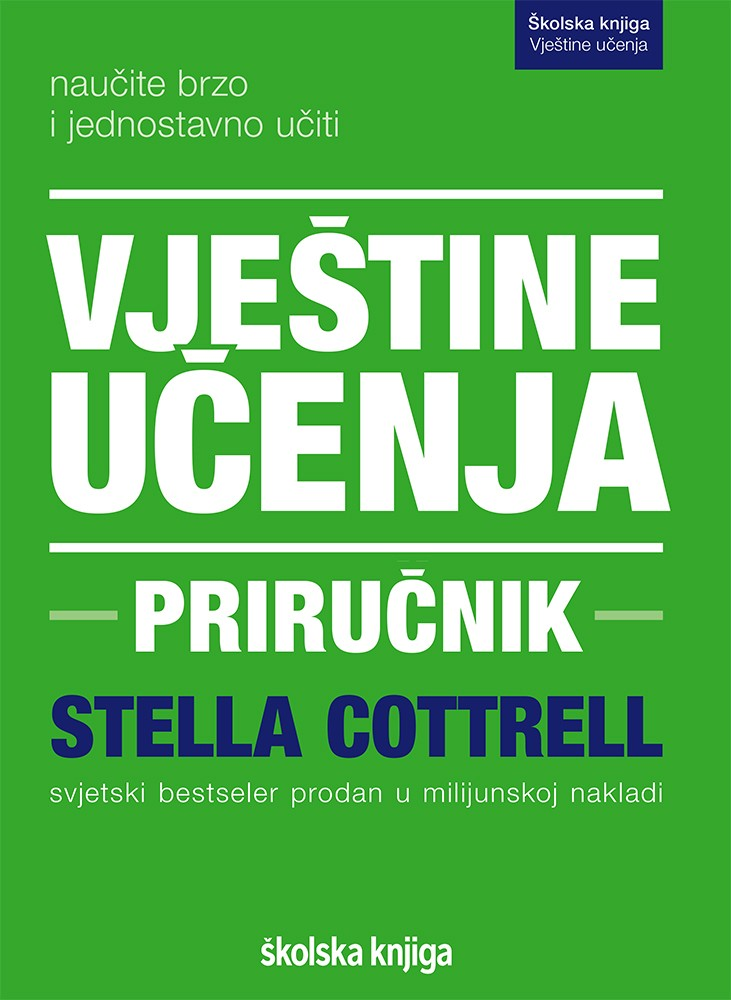 Školska knjiga
Vještine učenja
naučite brzo
i jednostavno učiti
VJEŠTINE
UČENJA
PRIRUČNIK
STELLA COTTRELL
svjetski bestseler prodan u milijunskoj nakladi
školska knjiga